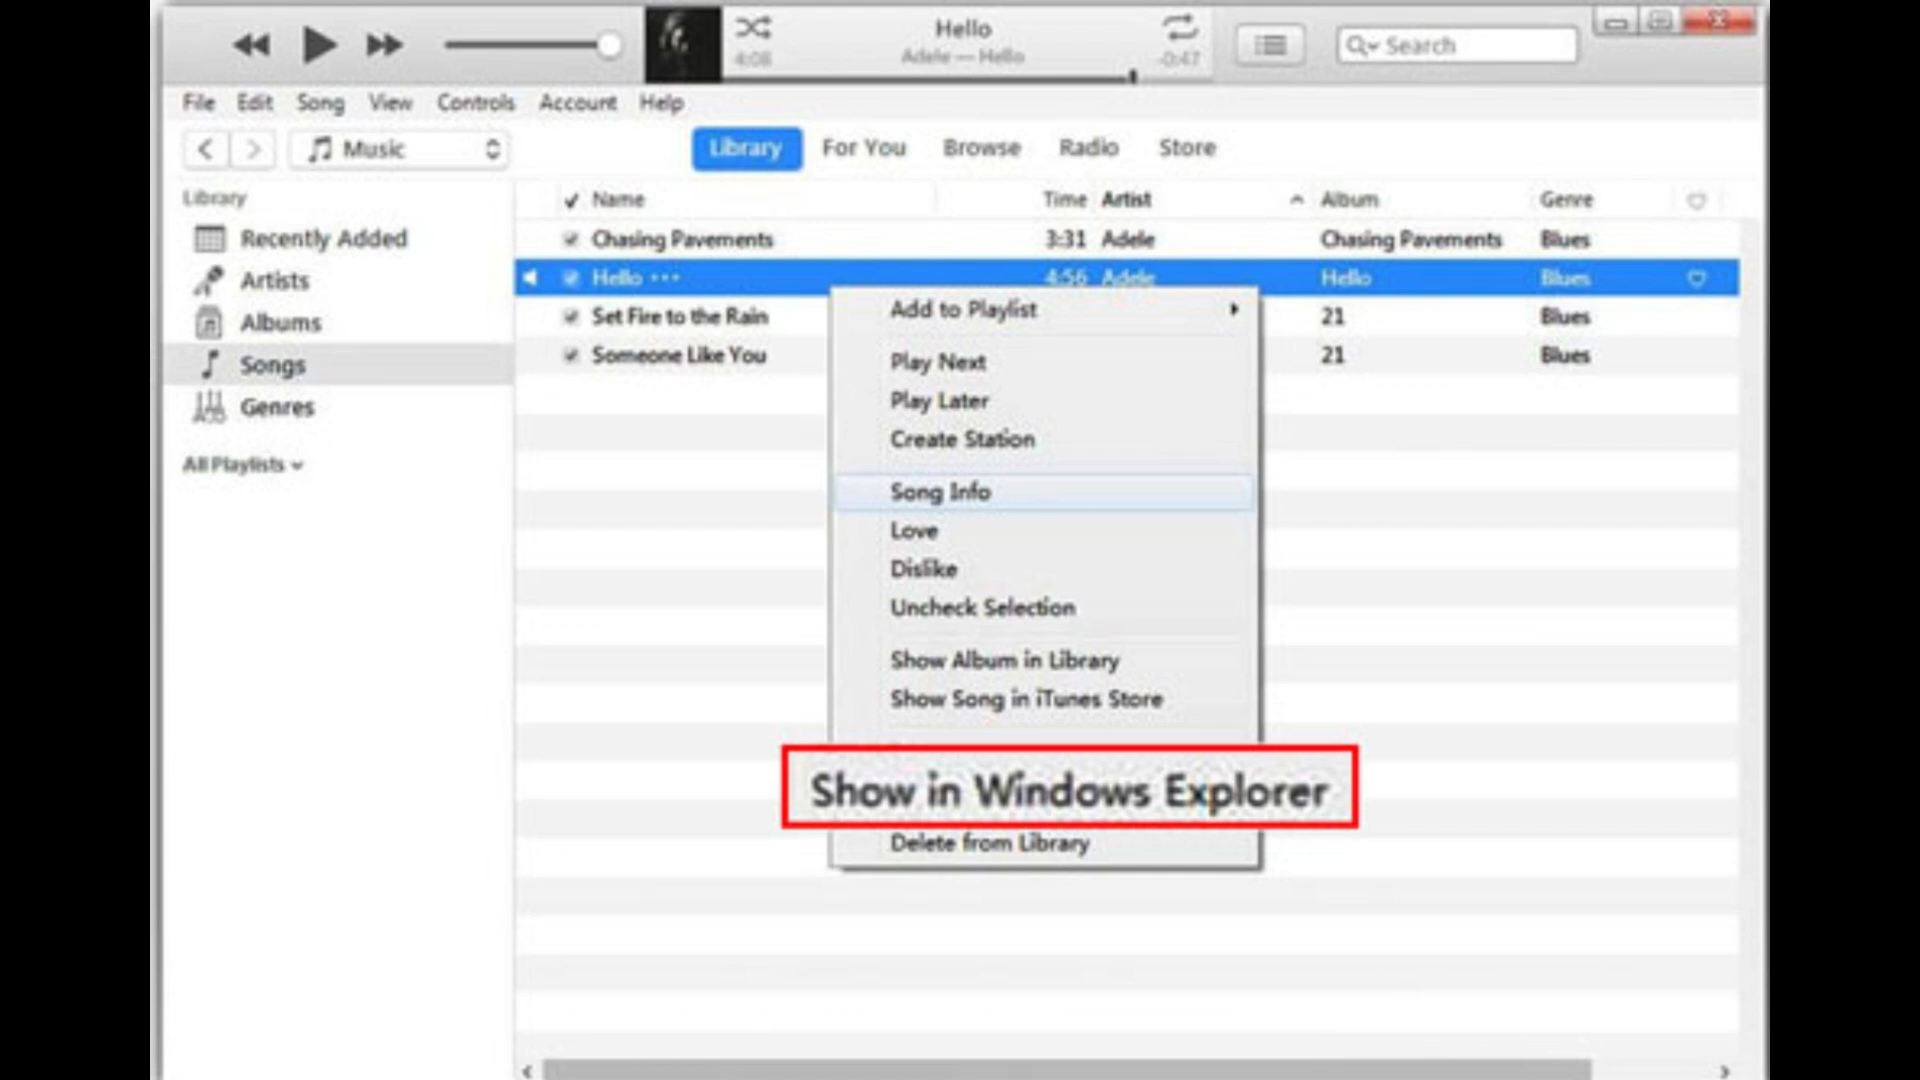 Hello
4:08
Adele — Hello
-0:47
Search
File Edit Song View Controls Account Help
Music
Library For You Browse Radio Store
Library
Recently Added
Artists
Albums
Songs
Genres
All Playlists
Name Time Artist Album Genre
Chasing Pavements 3:31 Adele Chasing Pavements Blues
Hello ••• 4:56 Adele Hello Blues
Set Fire to the Rain 21 Blues
Someone Like You 21 Blues
Add to Playlist
Play Next
Play Later
Create Station
Song Info
Love
Dislike
Uncheck Selection
Show Album in Library
Show Song in iTunes Store
Show in Windows Explorer
Delete from Library